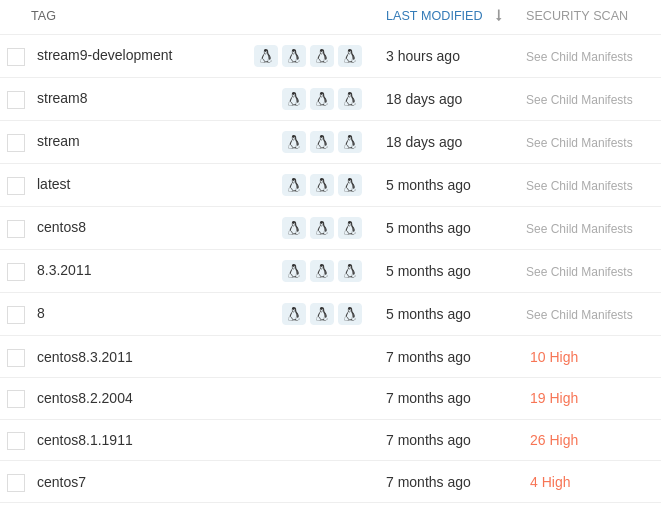 TAG LAST MODIFIED ↓ SECURITY SCAN
stream9-development 3 hours ago See Child Manifests
stream8 18 days ago See Child Manifests
stream 18 days ago See Child Manifests
latest 5 months ago See Child Manifests
centos8 5 months ago See Child Manifests
8.3.2011 5 months ago See Child Manifests
8 5 months ago See Child Manifests
centos8.3.2011 7 months ago 10 High
centos8.2.2004 7 months ago 19 High
centos8.1.1911 7 months ago 26 High
centos7 7 months ago 4 High